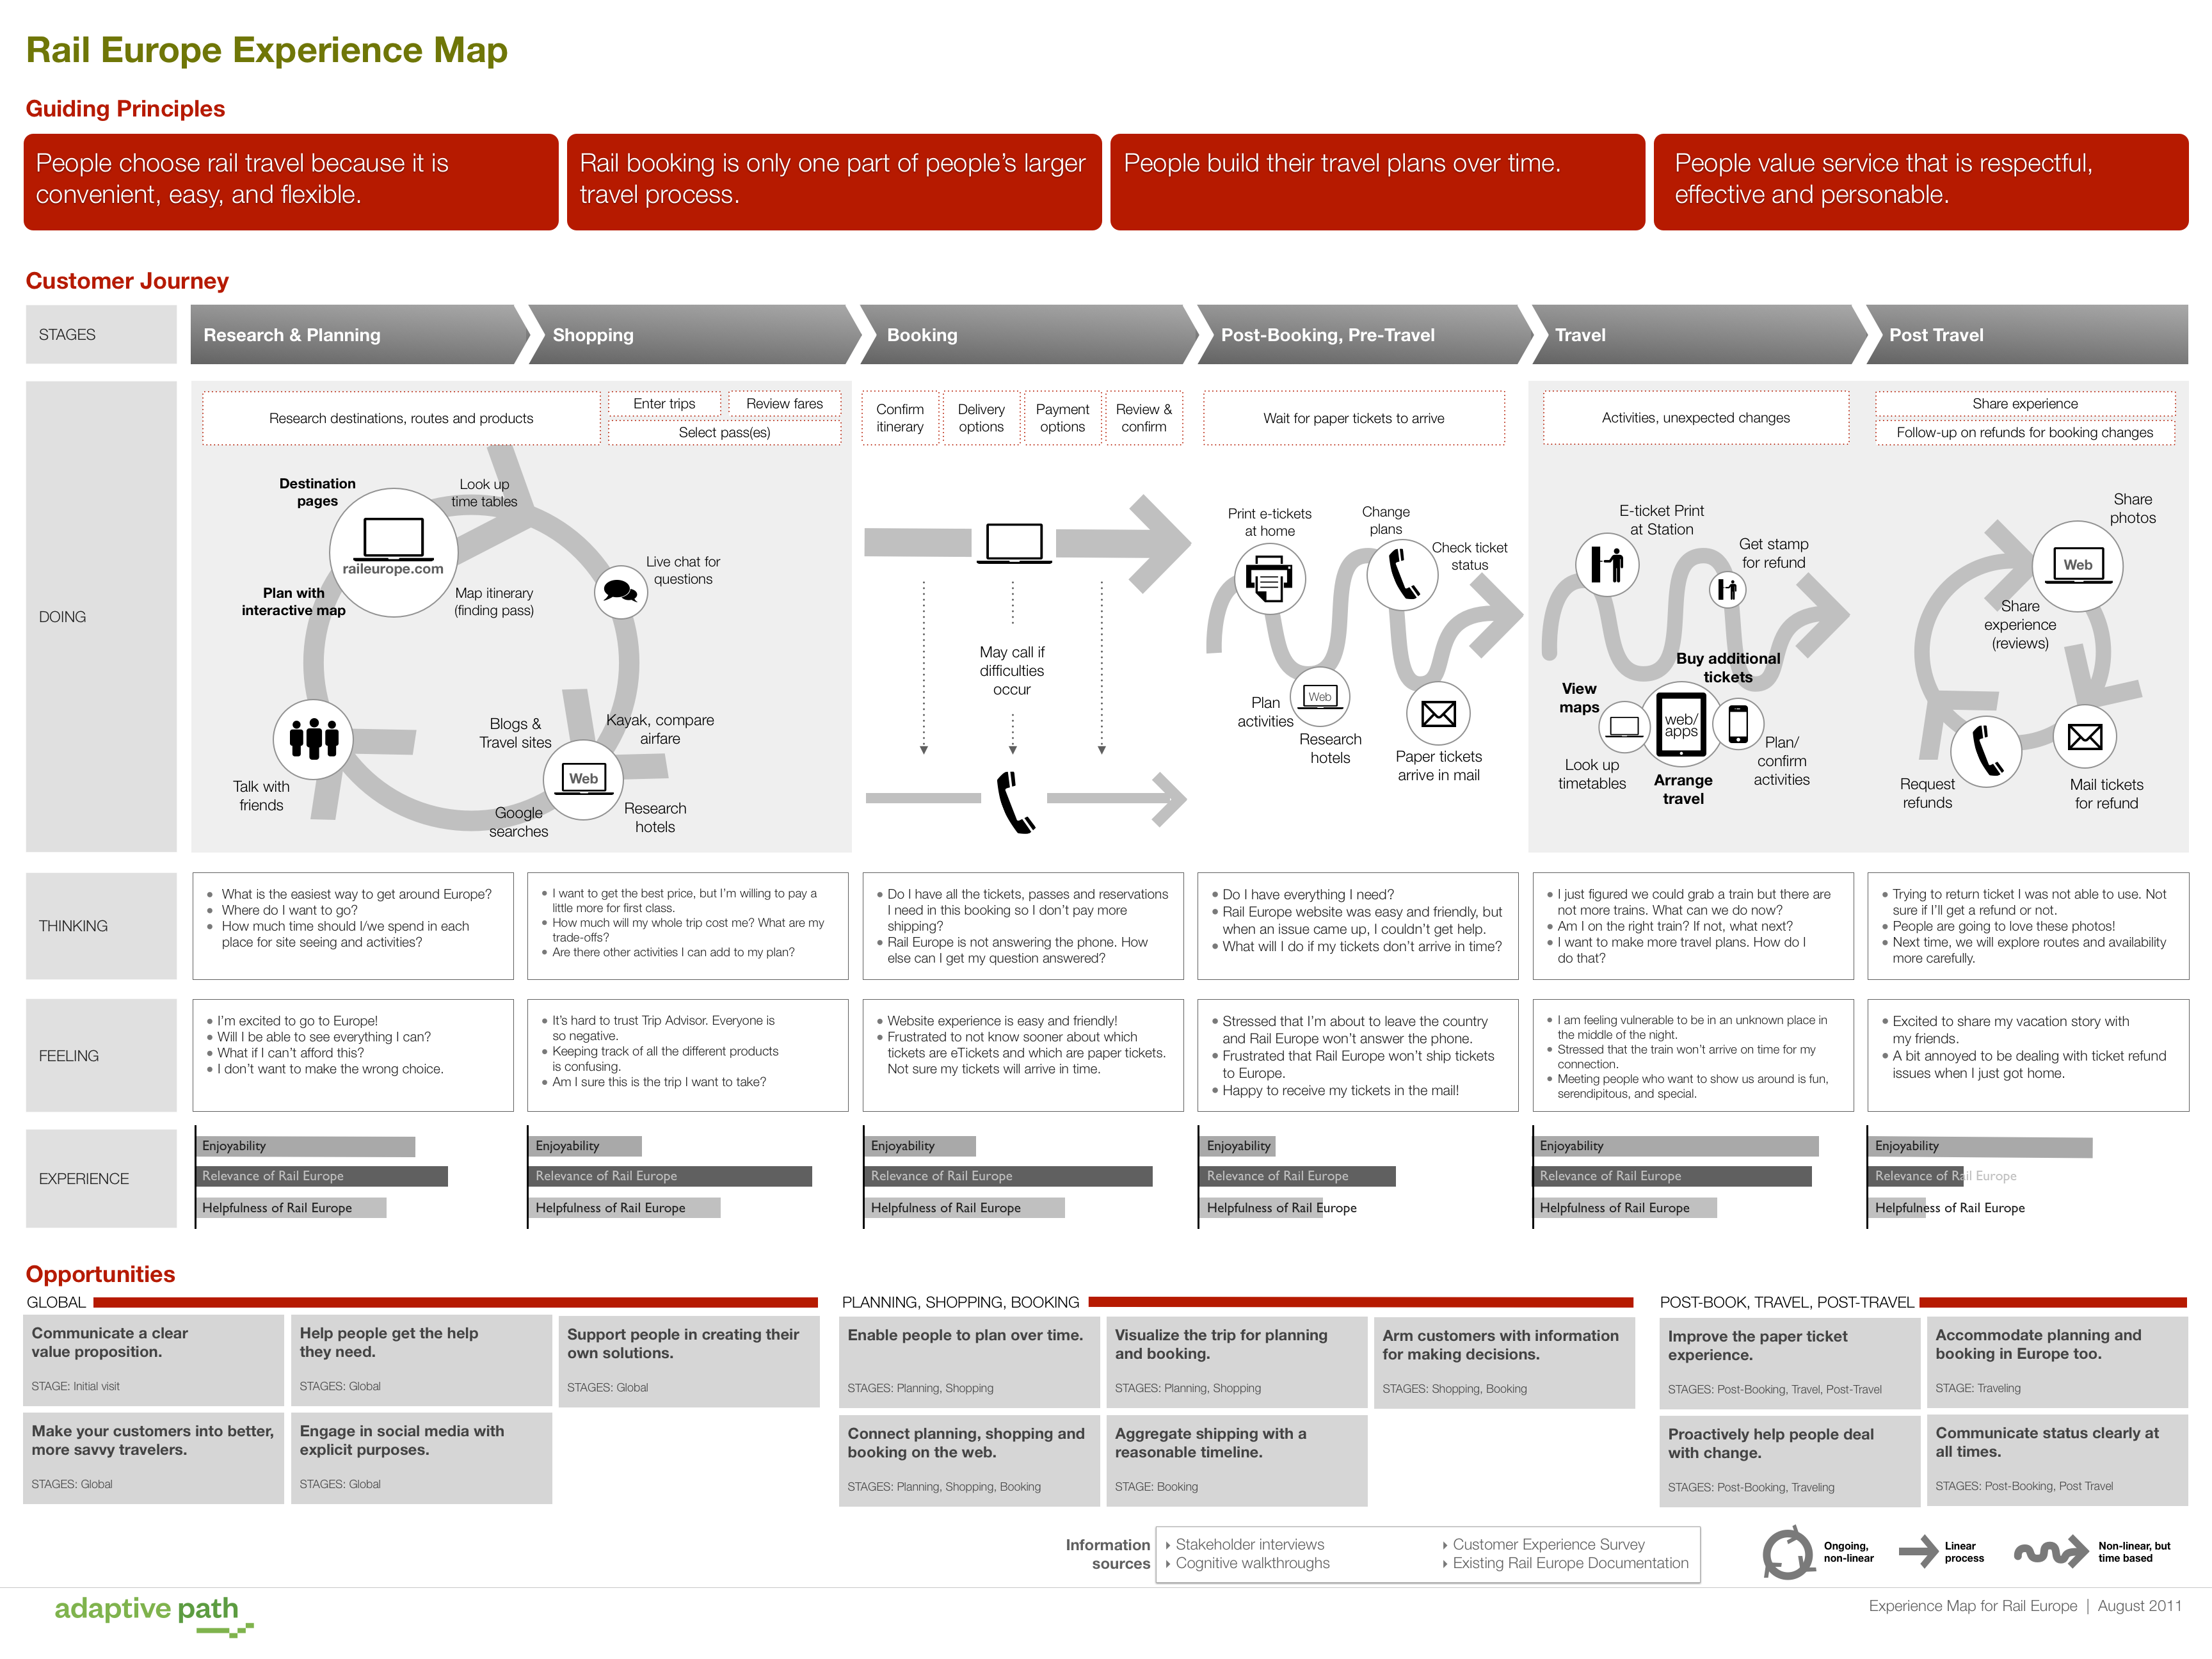 Rail Europe Experience Map
Guiding Principles
People choose rail travel because it is
convenient, easy, and flexible.
Rail booking is only one part of people's larger
travel process.
People build their travel plans over time.
People value service that is respectful,
effective and personable.
Customer Journey
STAGES
Research & Planning
Shopping
Booking
Post-Booking, Pre-Travel
Travel
Post Travel
DOING
Research destinations, routes and products
Enter trips
Review fares
Select pass(es)
Confirm
itinerary
Delivery
options
Payment
options
Review &
confirm
Wait for paper tickets to arrive
Activities, unexpected changes
Share experience
Follow-up on refunds for booking changes
Destination
pages
Look up
time tables
raileurope.com
Plan with
interactive map
Map itinerary
(finding pass)
Live chat for
questions
Blogs &
Travel sites
Kayak, compare
airfare
Web
Talk with
friends
Google
searches
Research
hotels
May call if
difficulties
occur
Print e-tickets
at home
Change
plans
Check ticket
status
Plan
activities
Web
Research
hotels
Paper tickets
arrive in mail
E-ticket Print
at Station
Get stamp
for refund
Buy additional
tickets
View
maps
web/
apps
Look up
timetables
Arrange
travel
Plan/
confirm
activities
Share
photos
Web
Share
experience
(reviews)
Request
refunds
Mail tickets
for refund
THINKING
• What is the easiest way to get around Europe?
• Where do I want to go?
• How much time should I/we spend in each
place for site seeing and activities?
• I want to get the best price, but I'm willing to pay a
little more for first class.
• How much will my whole trip cost me? What are my
trade-offs?
• Are there other activities I can add to my plan?
• Do I have all the tickets, passes and reservations
I need in this booking so I don't pay more
shipping?
• Rail Europe is not answering the phone. How
else can I get my question answered?
• Do I have everything I need?
• Rail Europe website was easy and friendly, but
when an issue came up, I couldn't get help.
• What will I do if my tickets don't arrive in time?
• I just figured we could grab a train but there are
not more trains. What can we do now?
• Am I on the right train? If not, what next?
• I want to make more travel plans. How do I
do that?
• Trying to return ticket I was not able to use. Not
sure if I'll get a refund or not.
• People are going to love these photos!
• Next time, we will explore routes and availability
more carefully.
FEELING
• I'm excited to go to Europe!
• Will I be able to see everything I can?
• What if I can't afford this?
• I don't want to make the wrong choice.
• It's hard to trust Trip Advisor. Everyone is
so negative.
• Keeping track of all the different products
is confusing.
• Am I sure this is the trip I want to take?
• Website experience is easy and friendly!
• Frustrated to not know sooner about which
tickets are eTickets and which are paper tickets.
Not sure my tickets will arrive in time.
• Stressed that I'm about to leave the country
and Rail Europe won't answer the phone.
• Frustrated that Rail Europe won't ship tickets
to Europe.
• Happy to receive my tickets in the mail!
• I am feeling vulnerable to be in an unknown place in
the middle of the night.
• Stressed that the train won't arrive on time for my
connection.
• Meeting people who want to show us around is fun,
serendipitous, and special.
• Excited to share my vacation story with
my friends.
• A bit annoyed to be dealing with ticket refund
issues when I just got home.
EXPERIENCE
Enjoyability
Relevance of Rail Europe
Helpfulness of Rail Europe
Enjoyability
Relevance of Rail Europe
Helpfulness of Rail Europe
Enjoyability
Relevance of Rail Europe
Helpfulness of Rail Europe
Enjoyability
Relevance of Rail Europe
Helpfulness of Rail Europe
Enjoyability
Relevance of Rail Europe
Helpfulness of Rail Europe
Enjoyability
Relevance of Rail Europe
Helpfulness of Rail Europe
Opportunities
GLOBAL
Communicate a clear
value proposition.
STAGE: Initial visit
Help people get the help
they need.
STAGES: Global
Support people in creating their
own solutions.
STAGES: Global
Make your customers into better,
more savvy travelers.
STAGES: Global
Engage in social media with
explicit purposes.
STAGES: Global
PLANNING, SHOPPING, BOOKING
Enable people to plan over time.
STAGES: Planning, Shopping
Visualize the trip for planning
and booking.
STAGES: Planning, Shopping
Arm customers with information
for making decisions.
STAGES: Shopping, Booking
Connect planning, shopping and
booking on the web.
STAGES: Planning, Shopping, Booking
Aggregate shipping with a
reasonable timeline.
STAGE: Booking
POST-BOOK, TRAVEL, POST-TRAVEL
Improve the paper ticket
experience.
STAGES: Post-Booking, Travel, Post-Travel
Accommodate planning and
booking in Europe too.
STAGE: Traveling
Proactively help people deal
with change.
STAGES: Post-Booking, Traveling
Communicate status clearly at
all times.
STAGES: Post-Booking, Post Travel
Information
sources
Stakeholder interviews
Cognitive walkthroughs
Customer Experience Survey
Existing Rail Europe Documentation
Ongoing,
non-linear
Linear
process
Non-linear, but
time based
adaptive path
Experience Map for Rail Europe | August 2011